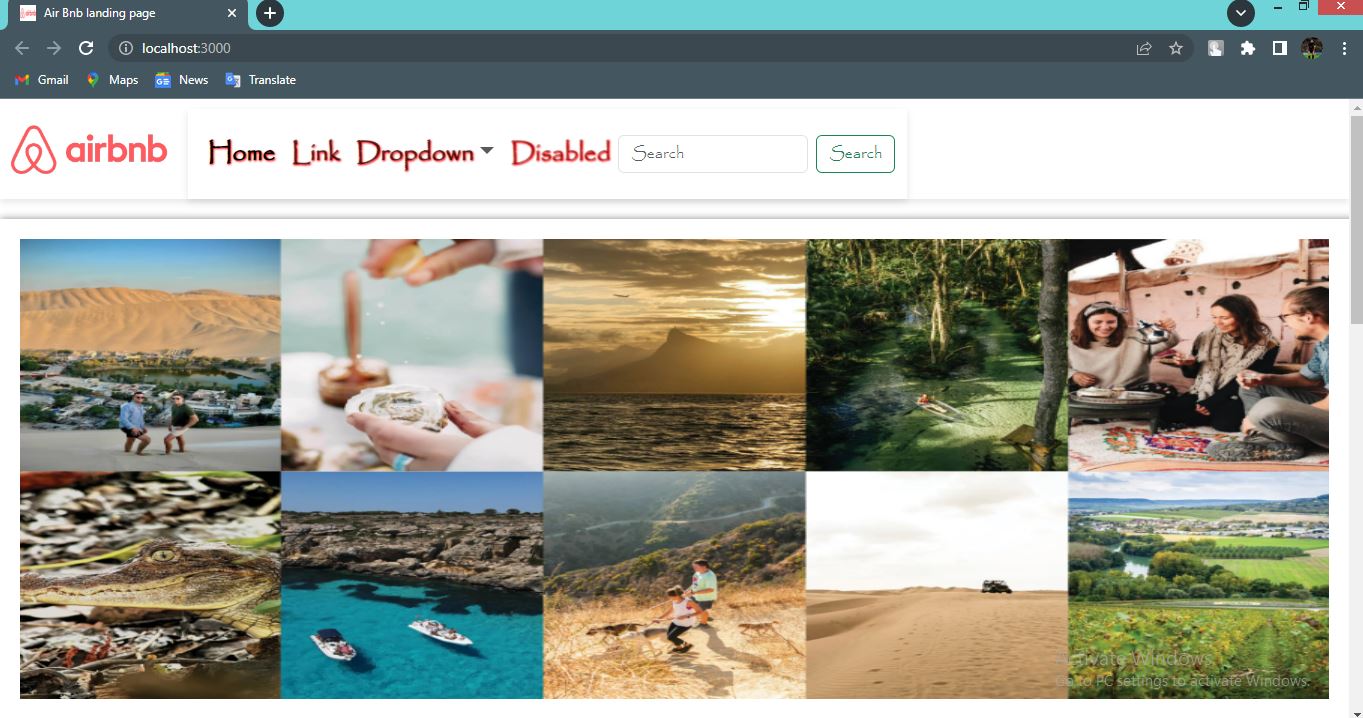 Air Bnb landing page
localhost:3000
Gmail Maps News Translate
airbnb Home Link Dropdown Disabled Search Search
Activate Windows
Go to PC settings to activate Windows.